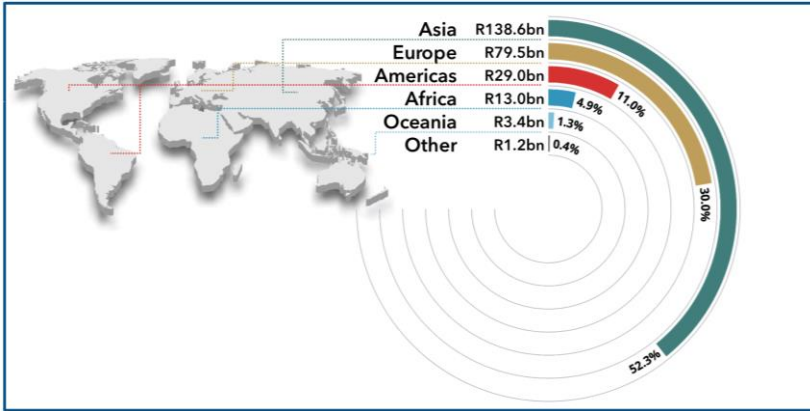 Asia R138.6bn
Europe R79.5bn
Americas R29.0bn
11.0%
Africa R13.0bn
4.9%
Oceania R3.4bn
1.3%
Other R1.2bn
0.4%
30.0%
52.3%